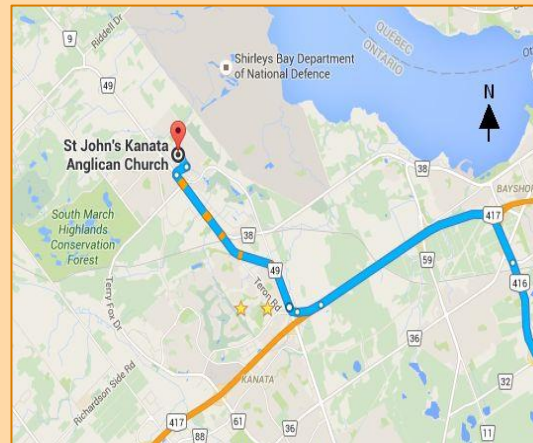 9
Riddell Dr
49
Shirleys Bay Department
of National Defence
QUÉBEC
ONTARIO
N
St John's Kanata
Anglican Church
38
BAYSHOR
417
South March
Highlands
Conservation
Forest
38
49
59
416
Terry Fox Dr
Teron Rd
36
KANATA
32
Richardson Side Rd
417
61
88
36
11